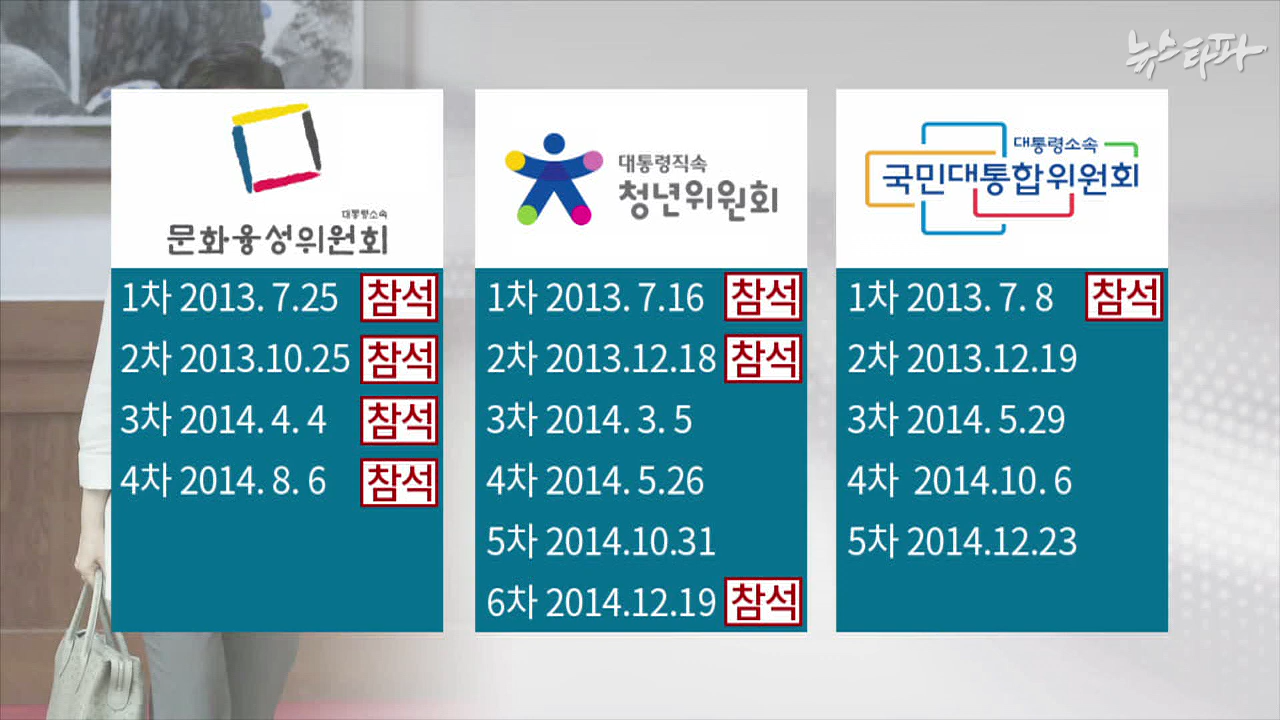 뉴스타파
대통령소속
문화융성위원회
1차 2013. 7.25 참석
2차 2013.10.25 참석
3차 2014. 4. 4 참석
4차 2014. 8. 6 참석
대통령직속
청년위원회
1차 2013. 7.16 참석
2차 2013.12.18 참석
3차 2014. 3. 5
4차 2014. 5.26
5차 2014.10.31
6차 2014.12.19 참석
대통령소속
국민대통합위원회
1차 2013. 7. 8 참석
2차 2013.12.19
3차 2014. 5.29
4차 2014.10. 6
5차 2014.12.23